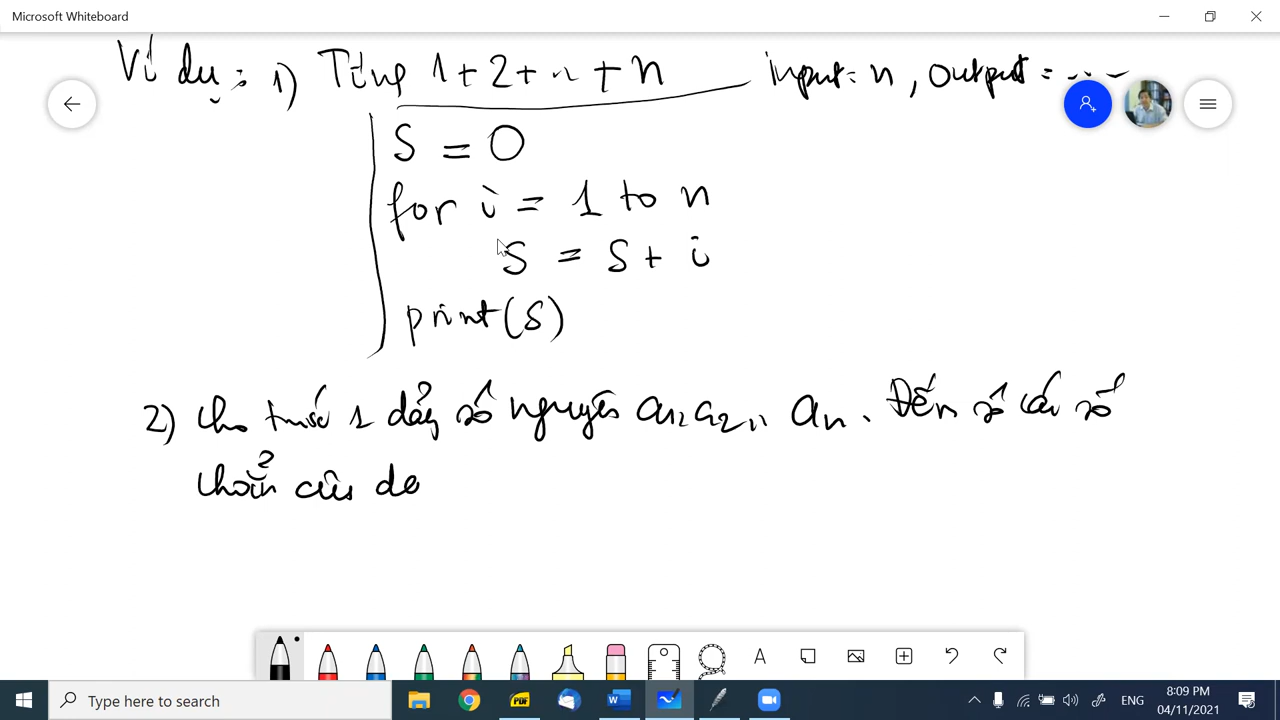 Microsoft Whiteboard
Ví dụ: 1) Tổng 1+2+..+n input = n, output = ...
S = 0
for i = 1 to n
S = S + i
print(S)
2) Cho trước 1 dãy số nguyên a1, a2, .., an. Đếm số các số
chẵn của dã
Type here to search
ENG
8:09 PM
04/11/2021